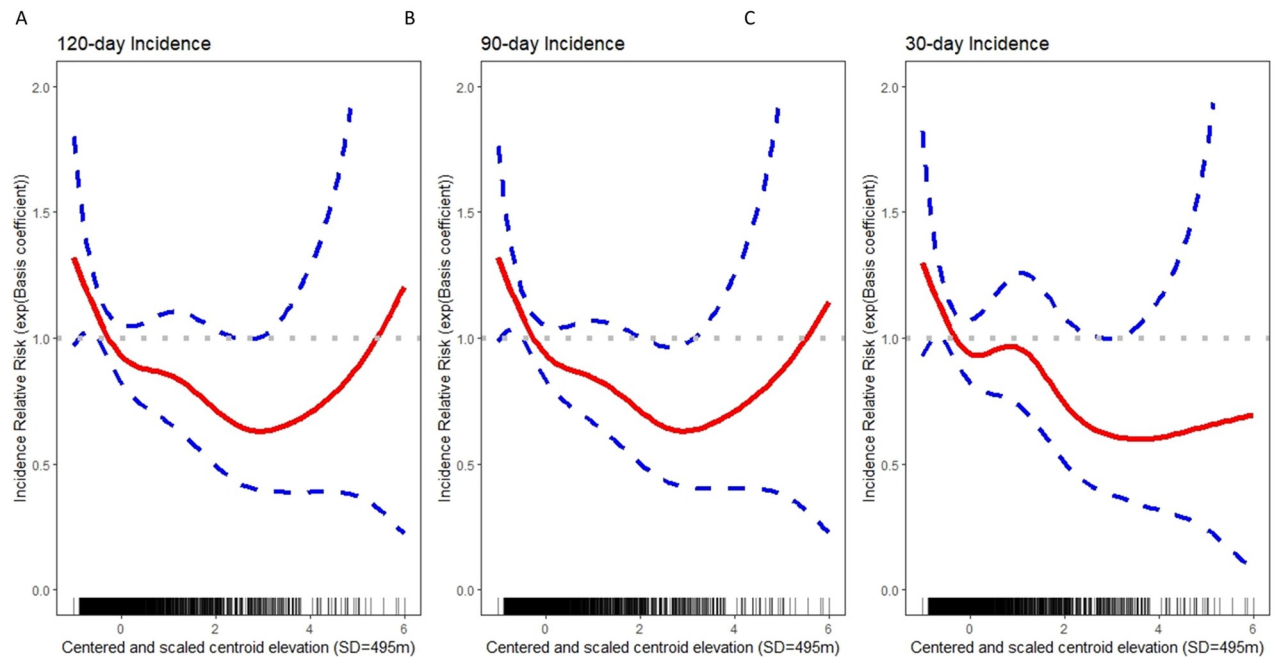 A
B
C
120-day Incidence
90-day Incidence
30-day Incidence
Incidence Relative Risk (exp(Basis coefficient))
2.0
1.5
1.0
0.5
0.0
0
2
4
6
Centered and scaled centroid elevation (SD=495m)
Incidence Relative Risk (exp(Basis coefficient))
2.0
1.5
1.0
0.5
0.0
0
2
4
6
Centered and scaled centroid elevation (SD=495m)
Incidence Relative Risk (exp(Basis coefficient))
2.0
1.5
1.0
0.5
0.0
0
2
4
6
Centered and scaled centroid elevation (SD=495m)